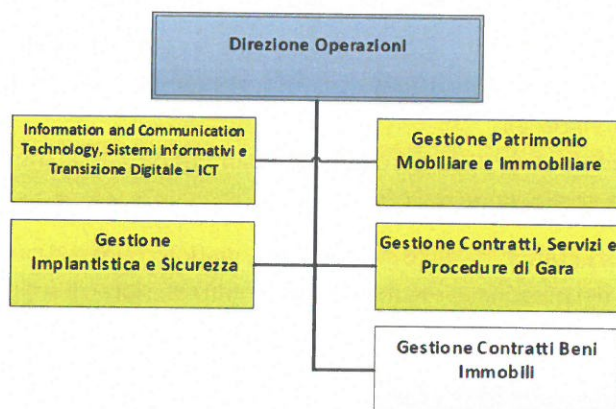 Direzione Operazioni
Information and Communication
Technology, Sistemi Informativi e
Transizione Digitale – ICT
Gestione Patrimonio
Mobiliare e Immobiliare
Gestione
Impiantistica e Sicurezza
Gestione Contratti, Servizi e
Procedure di Gara
Gestione Contratti Beni
Immobili